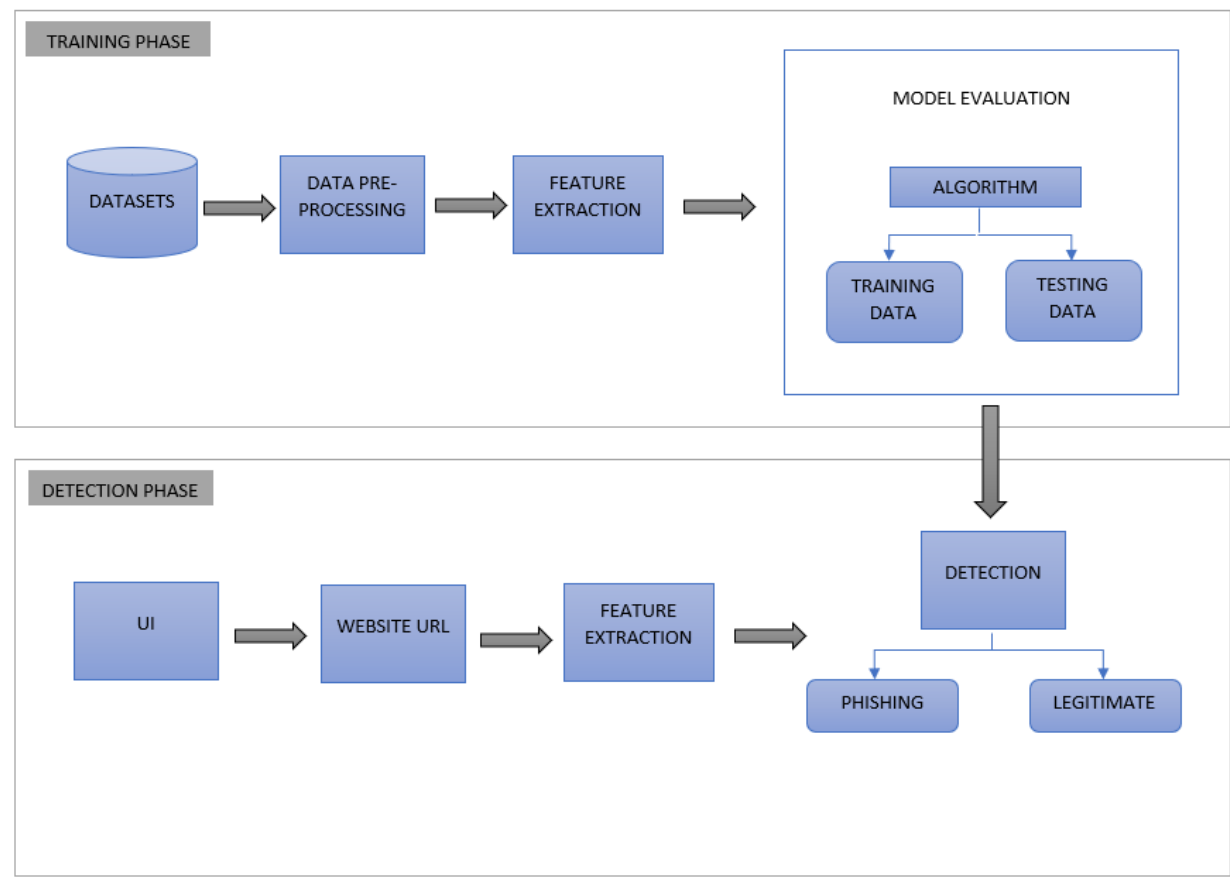 TRAINING PHASE
MODEL EVALUATION
DATASETS
DATA PRE-
PROCESSING
FEATURE
EXTRACTION
ALGORITHM
TRAINING
DATA
TESTING
DATA
DETECTION PHASE
UI
WEBSITE URL
FEATURE
EXTRACTION
DETECTION
PHISHING
LEGITIMATE